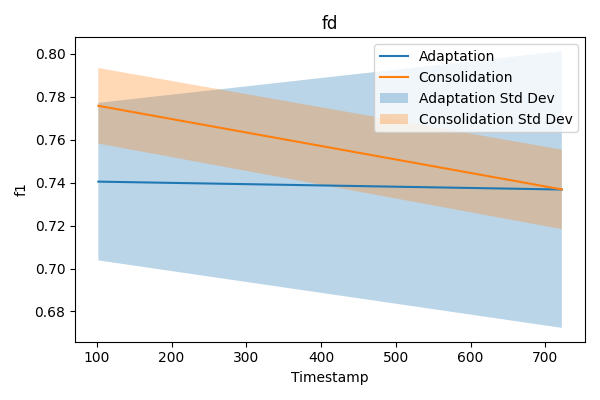 fd
0.80
0.78
0.76
0.74
0.72
0.70
0.68
f1
Adaptation
Consolidation
Adaptation Std Dev
Consolidation Std Dev
100 200 300 400 500 600 700
Timestamp